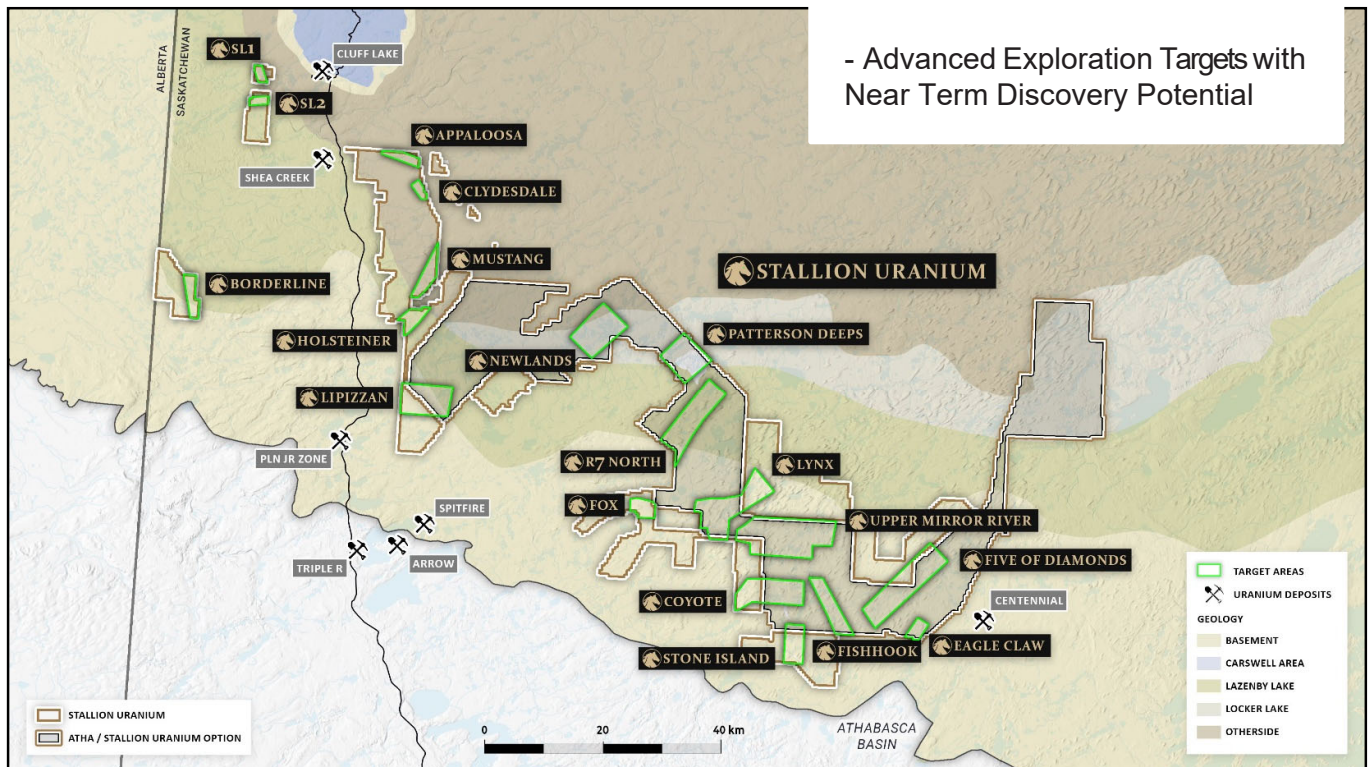 - Advanced Exploration Targets with
Near Term Discovery Potential
ALBERTA
SASKATCHEWAN
SL1
CLUFF LAKE
SL2
APPALOOSA
SHEA CREEK
CLYDESDALE
MUSTANG
STALLION URANIUM
BORDERLINE
HOLSTEINER
PATTERSON DEEPS
NEWLANDS
LIPIZZAN
PLN JR ZONE
R7 NORTH
LYNX
FOX
SPITFIRE
UPPER MIRROR RIVER
ARROW
TRIPLE R
FIVE OF DIAMONDS
COYOTE
CENTENNIAL
STONE ISLAND
FISHHOOK
EAGLE CLAW
TARGET AREAS
URANIUM DEPOSITS
GEOLOGY
BASEMENT
CARSWELL AREA
LAZENBY LAKE
LOCKER LAKE
OTHERSIDE
STALLION URANIUM
ATHA / STALLION URANIUM OPTION
0 20 40 km
ATHABASCA
BASIN